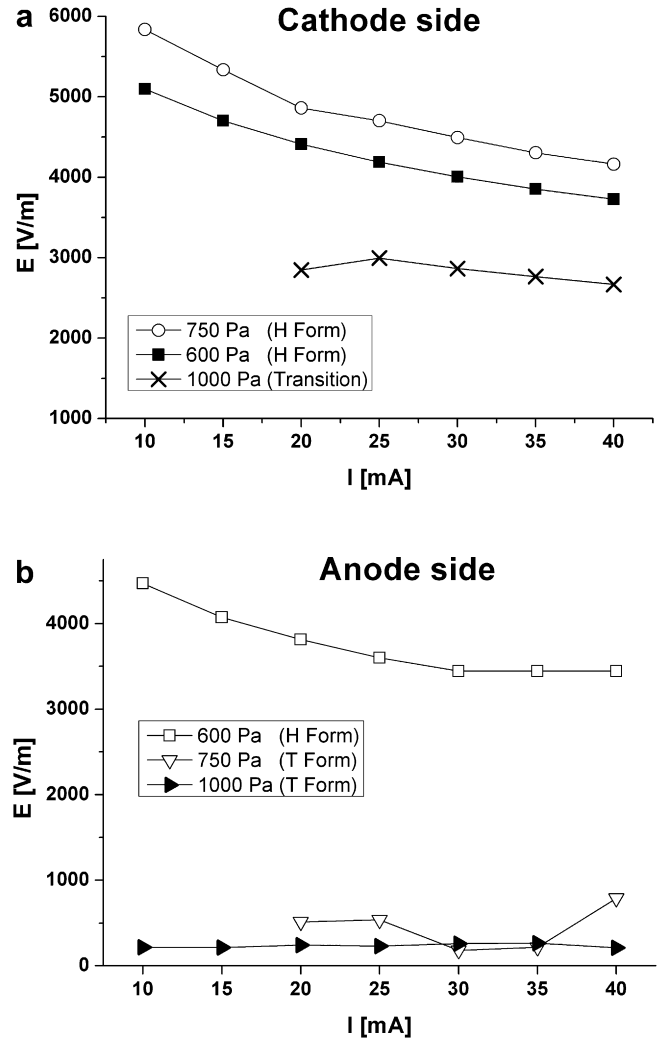 a
Cathode side
6000
5000
4000
3000
2000
1000
E [V/m]
750 Pa (H Form)
600 Pa (H Form)
1000 Pa (Transition)
10 15 20 25 30 35 40
I [mA]
b
Anode side
4000
3000
2000
1000
0
E [V/m]
600 Pa (H Form)
750 Pa (T Form)
1000 Pa (T Form)
10 15 20 25 30 35 40
I [mA]